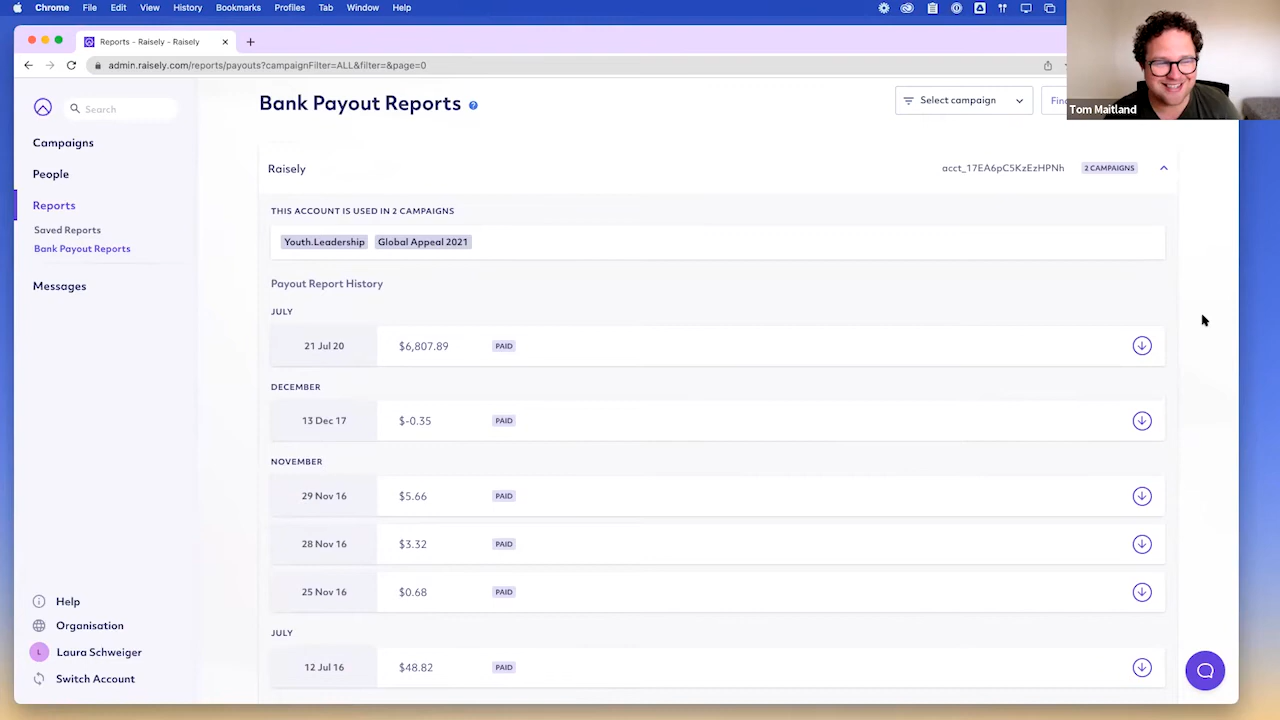 Chrome File Edit View History Bookmarks Profiles Tab Window Help
Reports - Raisely - Raisely
admin.raisely.com/reports/payouts?campaignFilter=ALL&filter=&page=0
Tom Maitland
Search
Campaigns
People
Reports
Saved Reports
Bank Payout Reports
Messages
Help
Organisation
L Laura Schweiger
Switch Account
Bank Payout Reports ?
Select campaign
Raisely acct_17EA6pC5KzEzHPNh 2 CAMPAIGNS
THIS ACCOUNT IS USED IN 2 CAMPAIGNS
Youth.Leadership Global Appeal 2021
Payout Report History
JULY
21 Jul 20 $6,807.89 PAID
DECEMBER
13 Dec 17 $-0.35 PAID
NOVEMBER
29 Nov 16 $5.66 PAID
28 Nov 16 $3.32 PAID
25 Nov 16 $0.68 PAID
JULY
12 Jul 16 $48.82 PAID